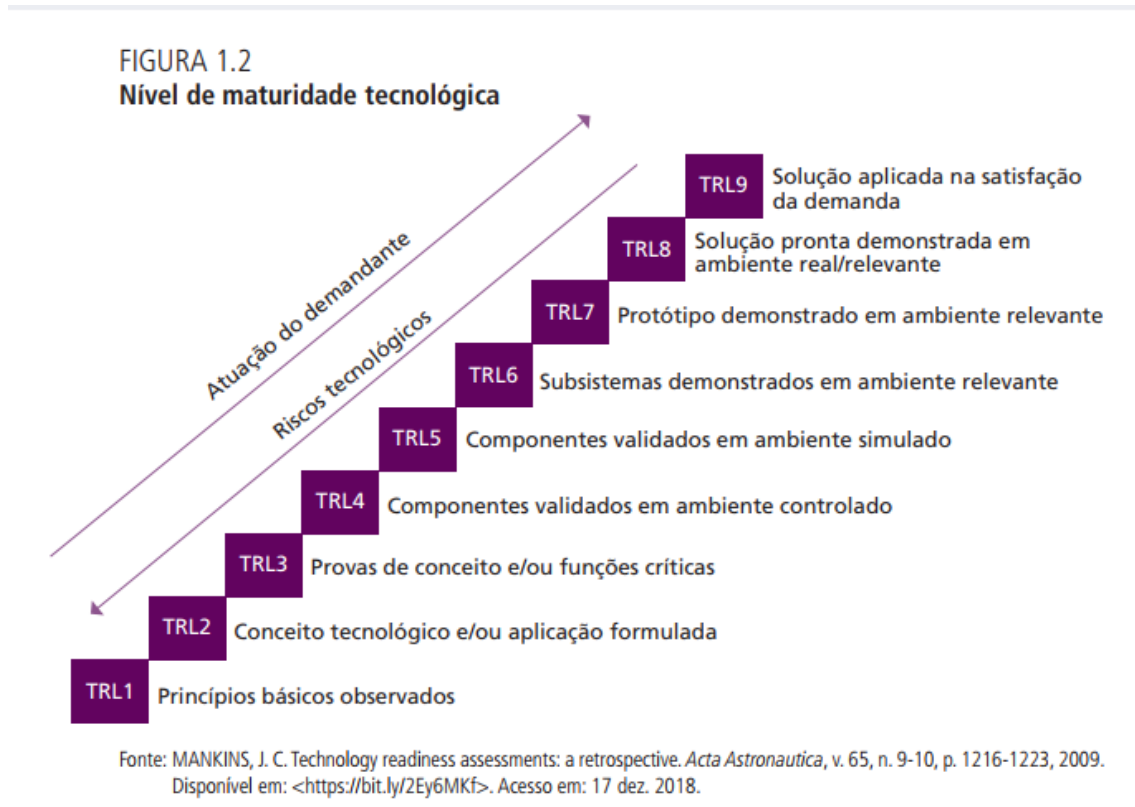 FIGURA 1.2
Nível de maturidade tecnológica
Atuação do demandante
Riscos tecnológicos
TRL9 Solução aplicada na satisfação
da demanda
TRL8 Solução pronta demonstrada em
ambiente real/relevante
TRL7 Protótipo demonstrado em ambiente relevante
TRL6 Subsistemas demonstrados em ambiente relevante
TRL5 Componentes validados em ambiente simulado
TRL4 Componentes validados em ambiente controlado
TRL3 Provas de conceito e/ou funções críticas
TRL2 Conceito tecnológico e/ou aplicação formulada
TRL1 Princípios básicos observados
Fonte: MANKINS, J. C. Technology readiness assessments: a retrospective. Acta Astronautica, v. 65, n. 9-10, p. 1216-1223, 2009.
Disponível em: <https://bit.ly/2Ey6MKf>. Acesso em: 17 dez. 2018.